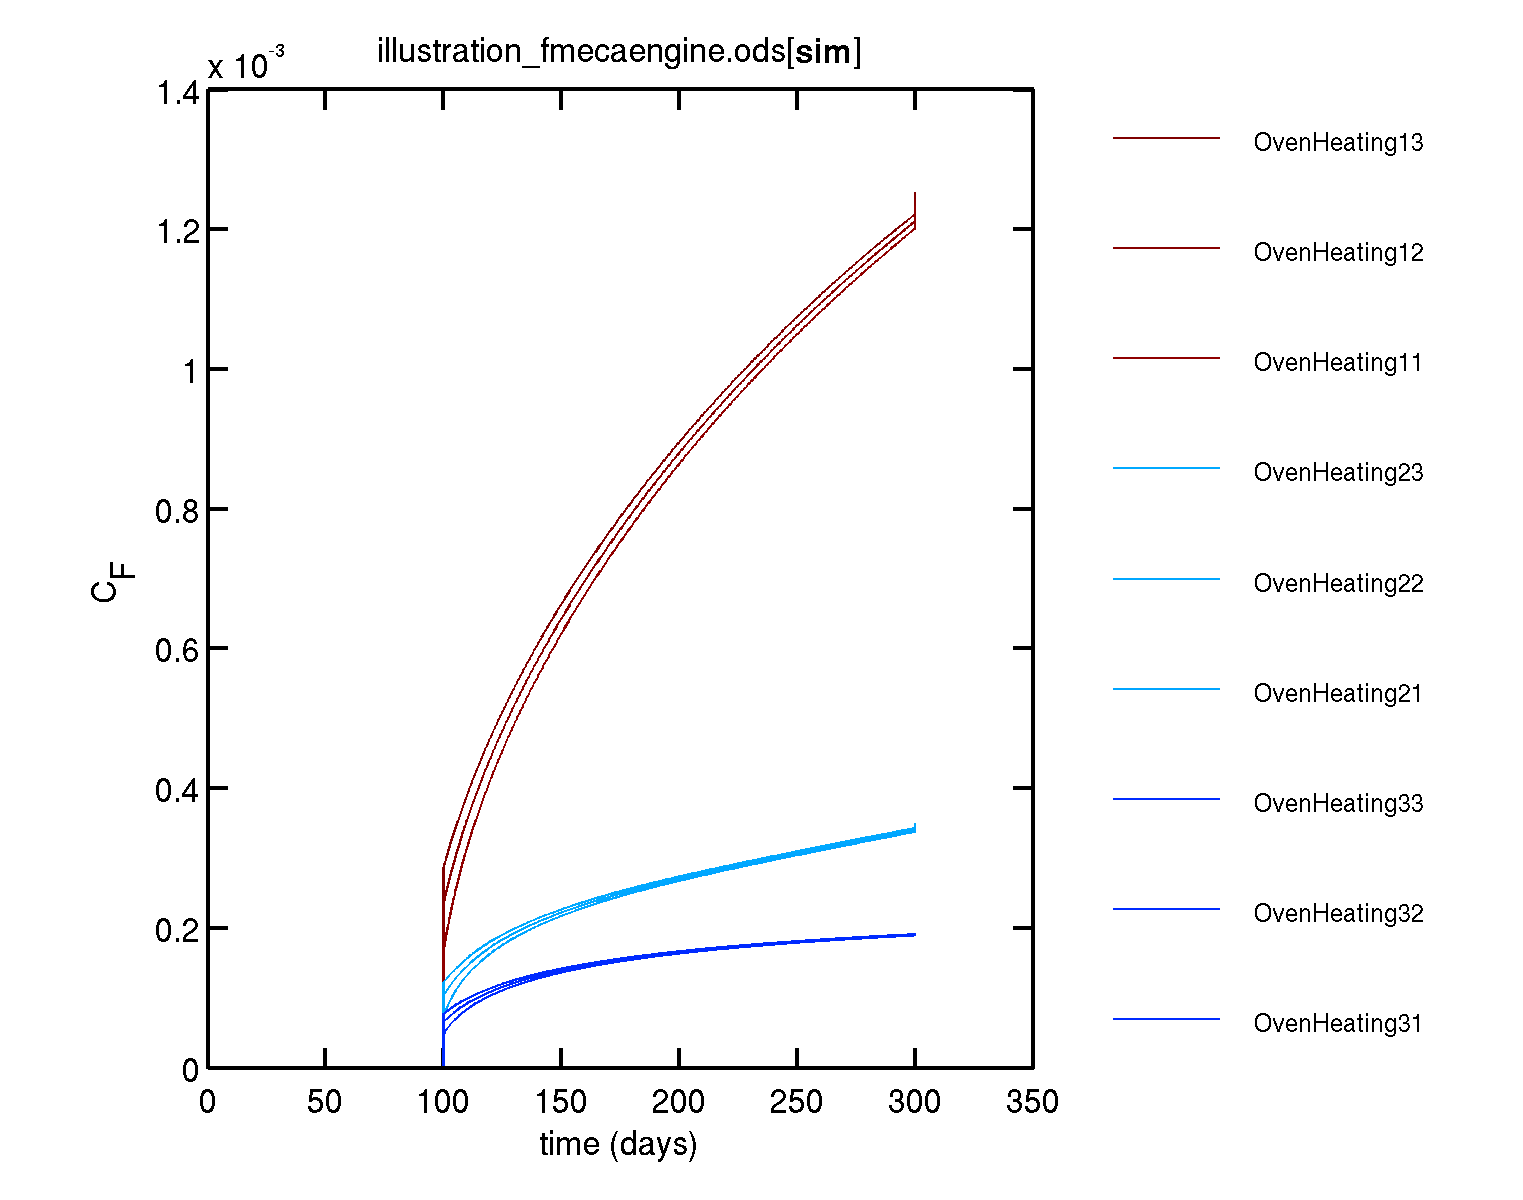 illustration_fmecaengine.ods[sim]
x 10-3
1.4
1.2
1
0.8
0.6
0.4
0.2
0
CF
0 50 100 150 200 250 300 350
time (days)
OvenHeating13
OvenHeating12
OvenHeating11
OvenHeating23
OvenHeating22
OvenHeating21
OvenHeating33
OvenHeating32
OvenHeating31